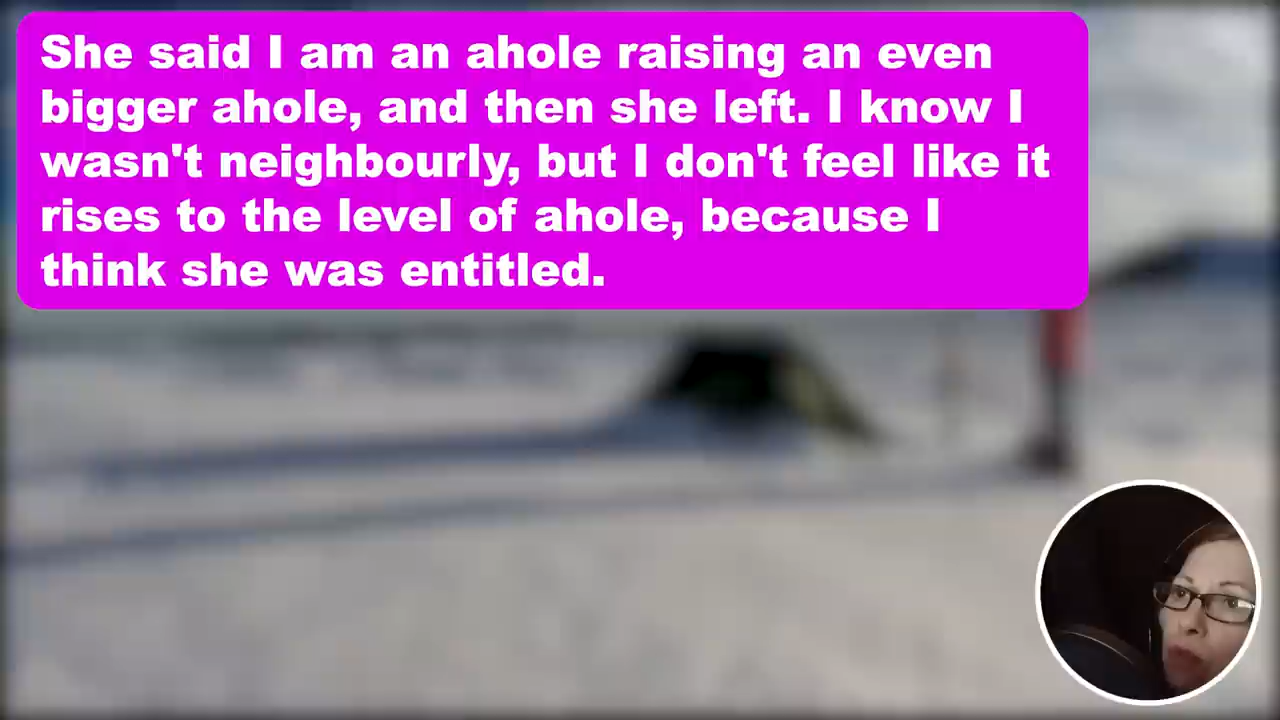 She said I am an ahole raising an even
bigger ahole, and then she left. I know I
wasn't neighbourly, but I don't feel like it
rises to the level of ahole, because I
think she was entitled.